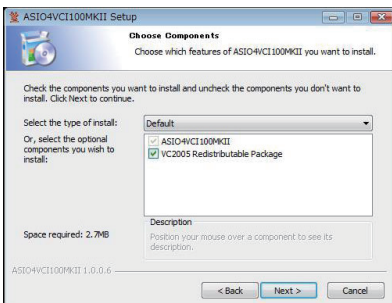 ASIO4VCI100MKII Setup
Choose Components
Choose which features of ASIO4VCI100MKII you want to install.
Check the components you want to install and uncheck the components you don't want to
install. Click Next to continue.
Select the type of install:
Default
Or, select the optional
components you wish to
install:
ASIO4VCI100MKII
VC2005 Redistributable Package
Space required: 2.7MB
Description
Position your mouse over a component to see its
description.
ASIO4VCI100MKII 1.0.0.6
< Back
Next >
Cancel